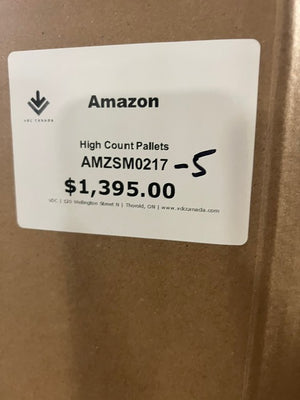 VDC CANADA
Amazon
High Count Pallets
AMZSM0217 -5
$1,395.00
VDC | 129 Wellington Street N | Thorold, ON | www.vdccanada.com